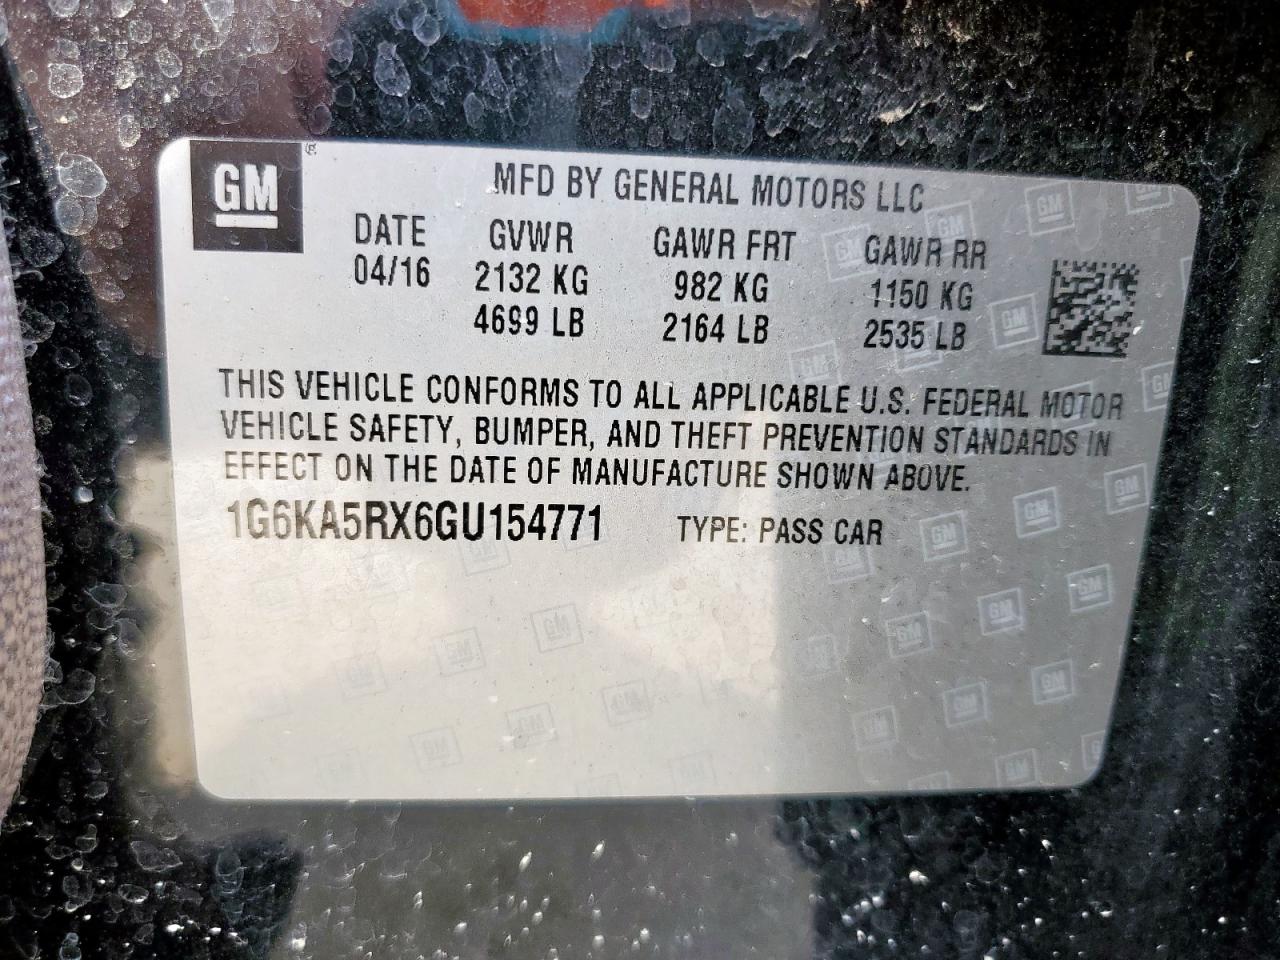 GM
MFD BY GENERAL MOTORS LLC
DATE GVWR GAWR FRT GAWR RR
04/16 2132 KG 982 KG 1150 KG
4699 LB 2164 LB 2535 LB
THIS VEHICLE CONFORMS TO ALL APPLICABLE U.S. FEDERAL MOTOR
VEHICLE SAFETY, BUMPER, AND THEFT PREVENTION STANDARDS IN
EFFECT ON THE DATE OF MANUFACTURE SHOWN ABOVE.
1G6KA5RX6GU154771 TYPE: PASS CAR